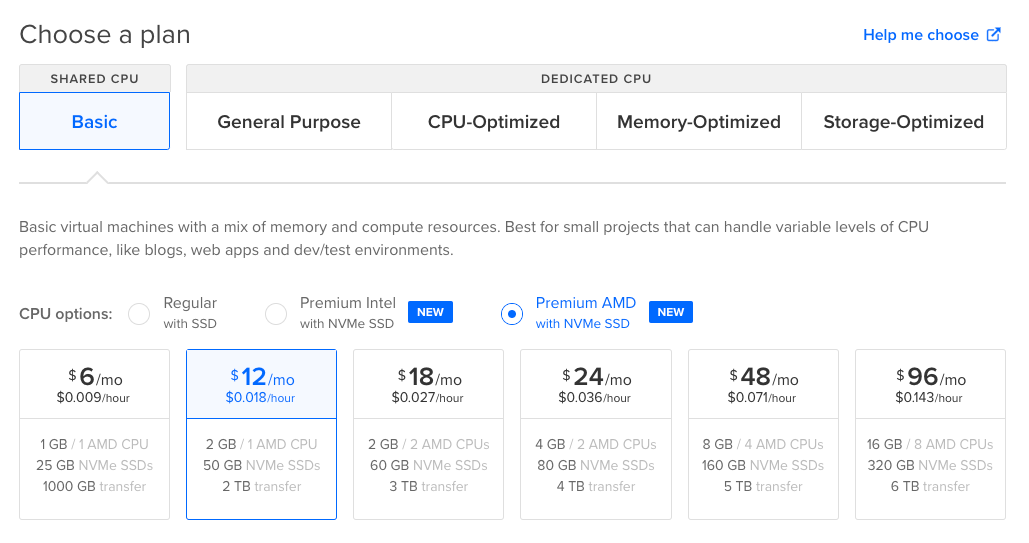 Choose a plan
Help me choose
SHARED CPU
DEDICATED CPU
Basic
General Purpose
CPU-Optimized
Memory-Optimized
Storage-Optimized
Basic virtual machines with a mix of memory and compute resources. Best for small projects that can handle variable levels of CPU
performance, like blogs, web apps and dev/test environments.
CPU options:
Regular
with SSD
Premium Intel
with NVMe SSD
NEW
Premium AMD
with NVMe SSD
NEW
$6/mo
$0.009/hour
1 GB / 1 AMD CPU
25 GB NVMe SSDs
1000 GB transfer
$12/mo
$0.018/hour
2 GB / 1 AMD CPU
50 GB NVMe SSDs
2 TB transfer
$18/mo
$0.027/hour
2 GB / 2 AMD CPUs
60 GB NVMe SSDs
3 TB transfer
$24/mo
$0.036/hour
4 GB / 2 AMD CPUs
80 GB NVMe SSDs
4 TB transfer
$48/mo
$0.071/hour
8 GB / 4 AMD CPUs
160 GB NVMe SSDs
5 TB transfer
$96/mo
$0.143/hour
16 GB / 8 AMD CPUs
320 GB NVMe SSDs
6 TB transfer